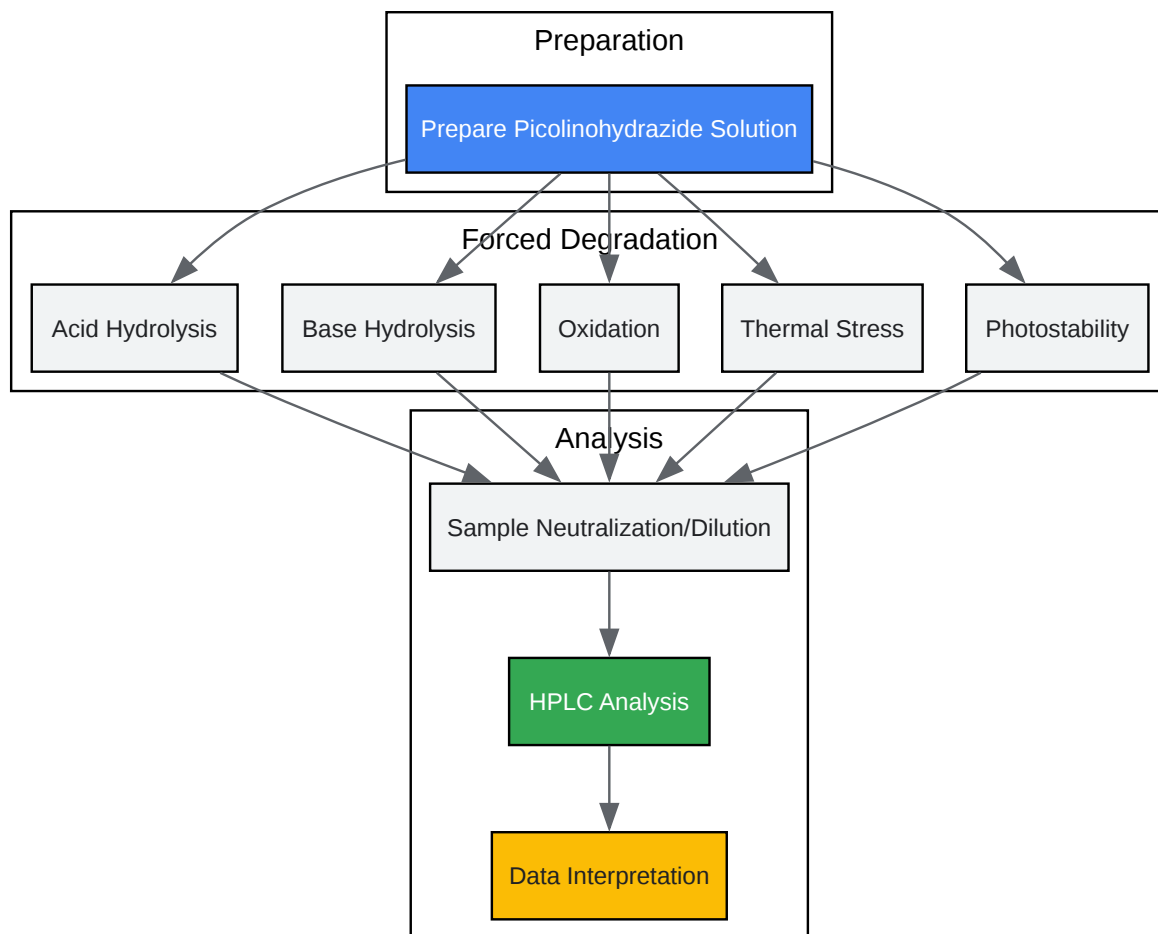 Preparation
Prepare Picolinohydrazide Solution
Forced Degradation
Acid Hydrolysis
Base Hydrolysis
Oxidation
Thermal Stress
Photostability
Analysis
Sample Neutralization/Dilution
HPLC Analysis
Data Interpretation